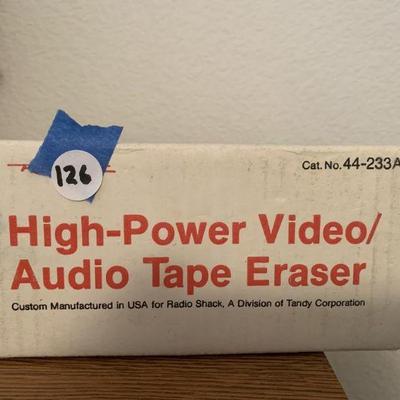 126
Cat. No. 44-233A
High-Power Video/
Audio Tape Eraser
Custom Manufactured in USA for Radio Shack, A Division of Tandy Corporation